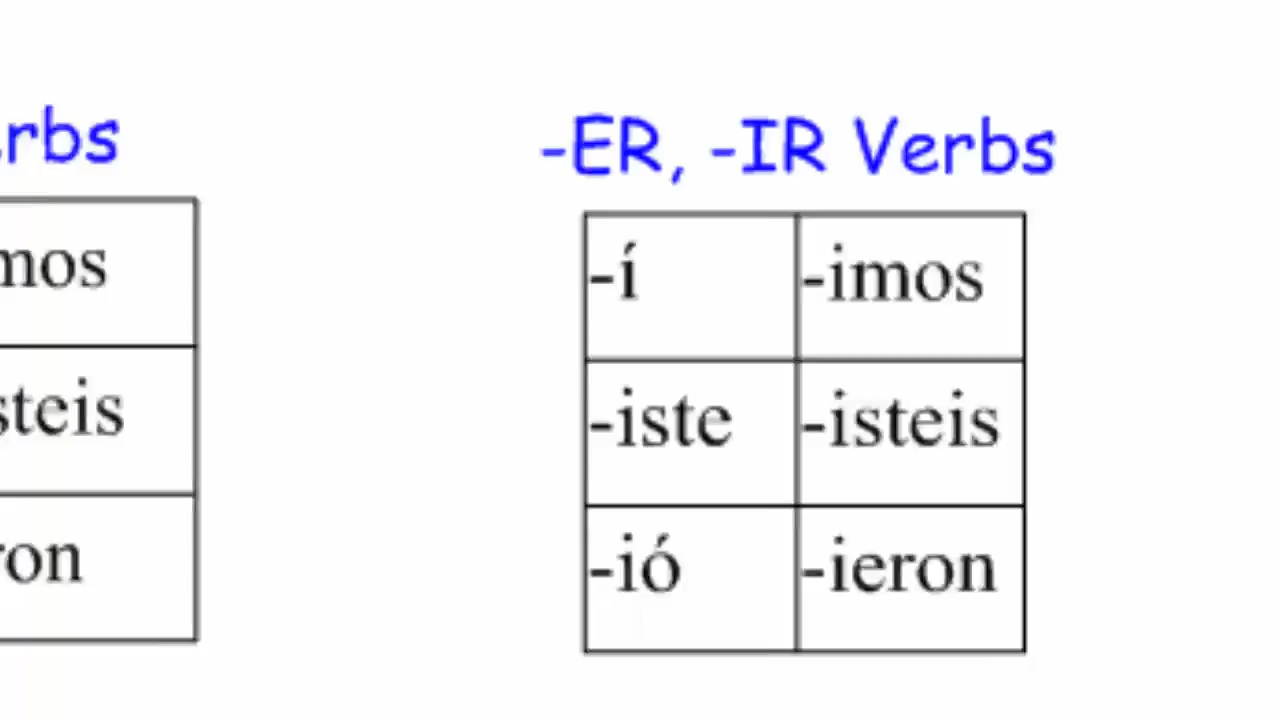 rbs
mos
steis
ron
-ER, -IR Verbs
-í -imos
-iste -isteis
-ió -ieron